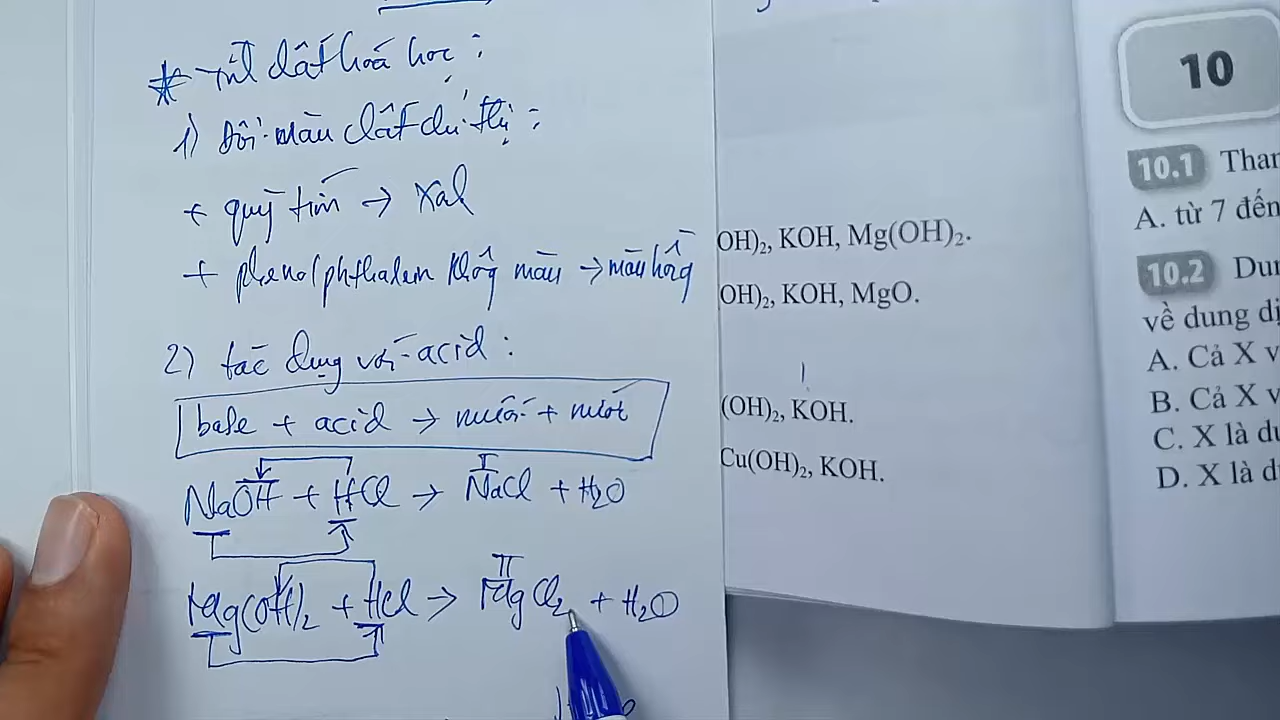 * Tính chất hoá học:
1) Đổi màu chất chỉ thị:
+ quỳ tím → xanh
+ phenolphthalein không màu → màu hồng
2) tác dụng với acid:
base + acid → muối + nước
I
NaOH + HCl → NaCl + H₂O
II
Mg(OH)₂ + HCl → MgCl₂ + H₂O
OH)₂, KOH, Mg(OH)₂.
OH)₂, KOH, MgO.
(OH)₂, KOH.
Cu(OH)₂, KOH.
10
10.1 Than
A. từ 7 đến
10.2 Dun
về dung dị
A. Cả X v
B. Cả X v
C. X là du
D. X là d